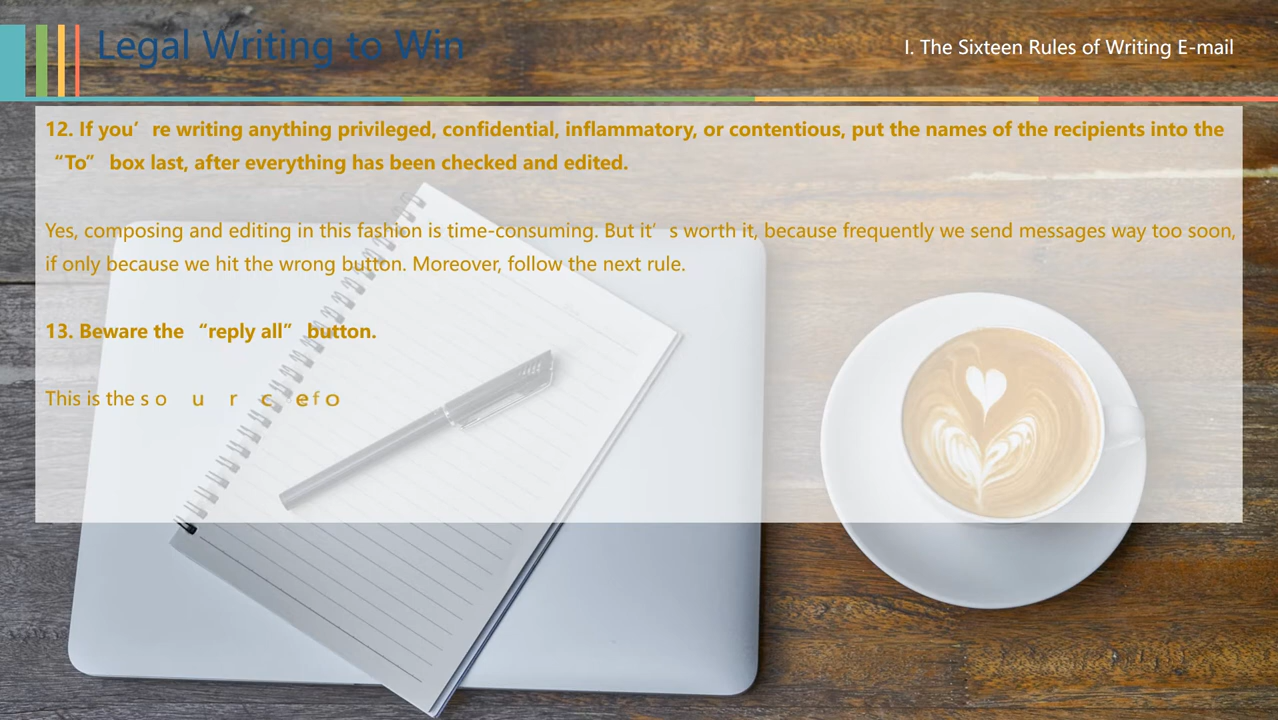 Legal Writing to Win
I. The Sixteen Rules of Writing E-mail
12. If you’re writing anything privileged, confidential, inflammatory, or contentious, put the names of the recipients into the
“To” box last, after everything has been checked and edited.
Yes, composing and editing in this fashion is time-consuming. But it’s worth it, because frequently we send messages way too soon,
if only because we hit the wrong button. Moreover, follow the next rule.
13. Beware the “reply all” button.
This is the source fo